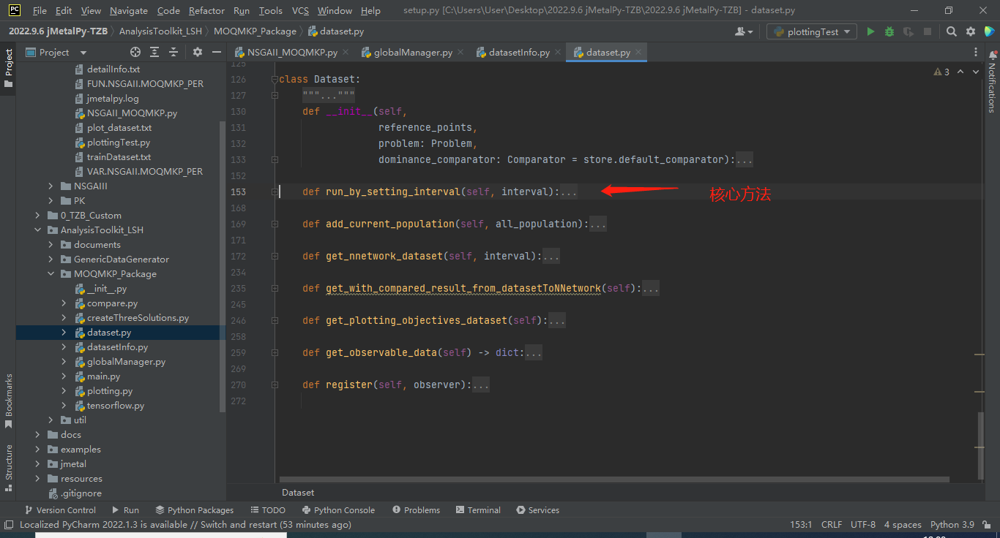 PC File Edit View Navigate Code Refactor Run Tools VCS Window Help setup.py [C:\Users\User\Desktop\2022.9.6 jMetalPy-TZB\2022.9.6 jMetalPy-TZB] - dataset.py
2022.9.6 jMetalPy-TZB AnalysisToolkit_LSH MOQMKP_Package dataset.py plottingTest
Project
NSGAII_MOQMKP.py globalManager.py datasetInfo.py dataset.py
Project
Bookmarks
Structure
Notifications
detailInfo.txt
FUN.NSGAII.MOQMKP_PER
jmetalpy.log
NSGAII_MOQMKP.py
plot_dataset.txt
plottingTest.py
trainDataset.txt
VAR.NSGAII.MOQMKP_PER
NSGAIII
PK
0_TZB_Custom
AnalysisToolkit_LSH
documents
GenericDataGenerator
MOQMKP_Package
__init__.py
compare.py
createThreeSolutions.py
dataset.py
datasetInfo.py
globalManager.py
main.py
plotting.py
tensorflow.py
util
docs
examples
jmetal
resources
.gitignore
3
125
126 class Dataset:
127 """..."""
130 def __init__(self,
131 reference_points,
132 problem: Problem,
133 dominance_comparator: Comparator = store.default_comparator):...
152
153 def run_by_setting_interval(self, interval):... 核心方法
168
169 def add_current_population(self, all_population):...
171
172 def get_nnetwork_dataset(self, interval):...
234
235 def get_with_compared_result_from_datasetToNNetwork(self):...
245
246 def get_plotting_objectives_dataset(self):...
258
259 def get_observable_data(self) -> dict:...
269
270 def register(self, observer):...
272
Dataset
Version Control Run Python Packages TODO Python Console Problems Terminal Services
Localized PyCharm 2022.1.3 is available // Switch and restart (53 minutes ago) 153:1 CRLF UTF-8 4 spaces Python 3.9